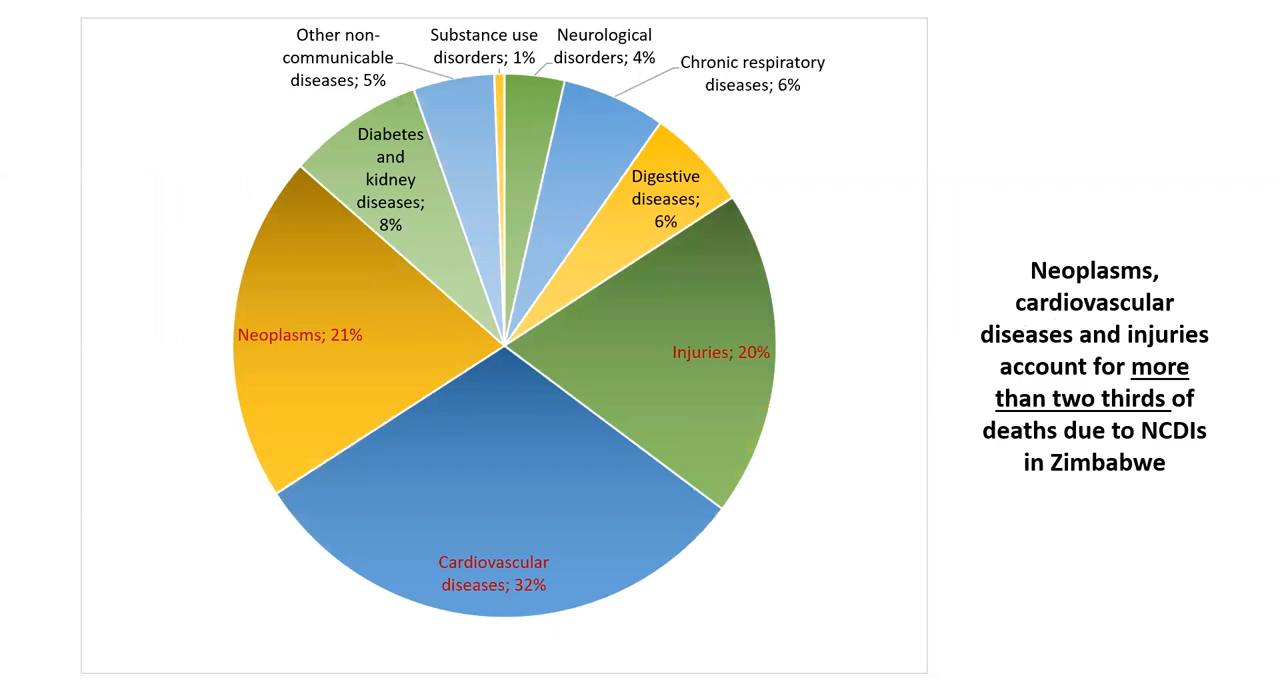 Other non-
communicable
diseases; 5%
Substance use
disorders; 1%
Neurological
disorders; 4%
Chronic respiratory
diseases; 6%
Diabetes
and
kidney
diseases;
8%
Digestive
diseases;
6%
Neoplasms; 21%
Injuries; 20%
Cardiovascular
diseases; 32%
Neoplasms,
cardiovascular
diseases and injuries
account for more
than two thirds of
deaths due to NCDIs
in Zimbabwe